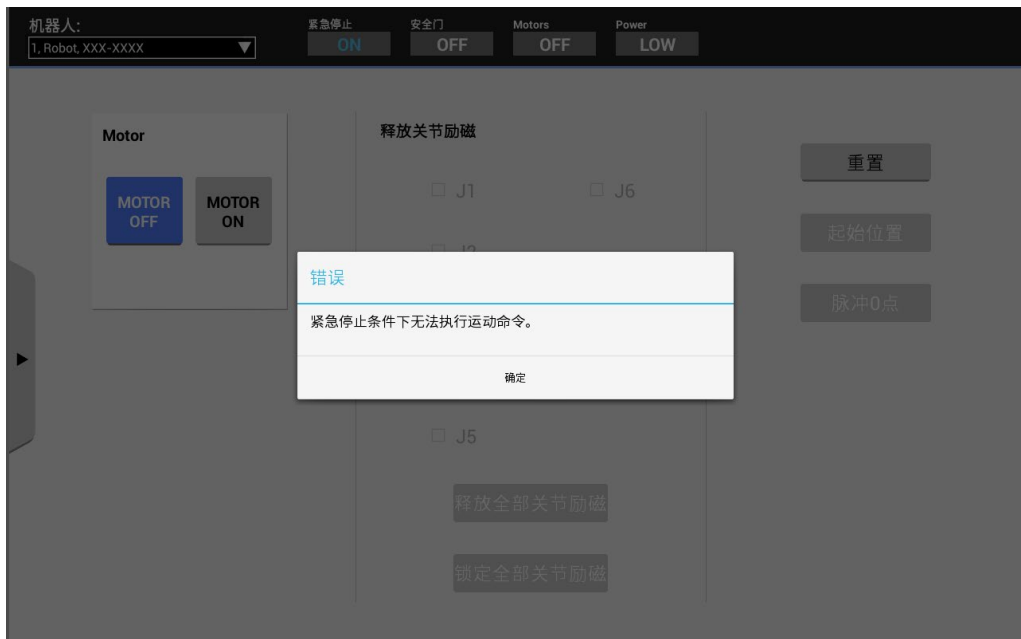 机器人:
1, Robot, XXX-XXXX
紧急停止
ON
安全门
OFF
Motors
OFF
Power
LOW
Motor
MOTOR
OFF
MOTOR
ON
释放关节励磁
J1
J6
J2
错误
紧急停止条件下无法执行运动命令。
确定
J5
释放全部关节励磁
锁定全部关节励磁
重置
起始位置
脉冲0点